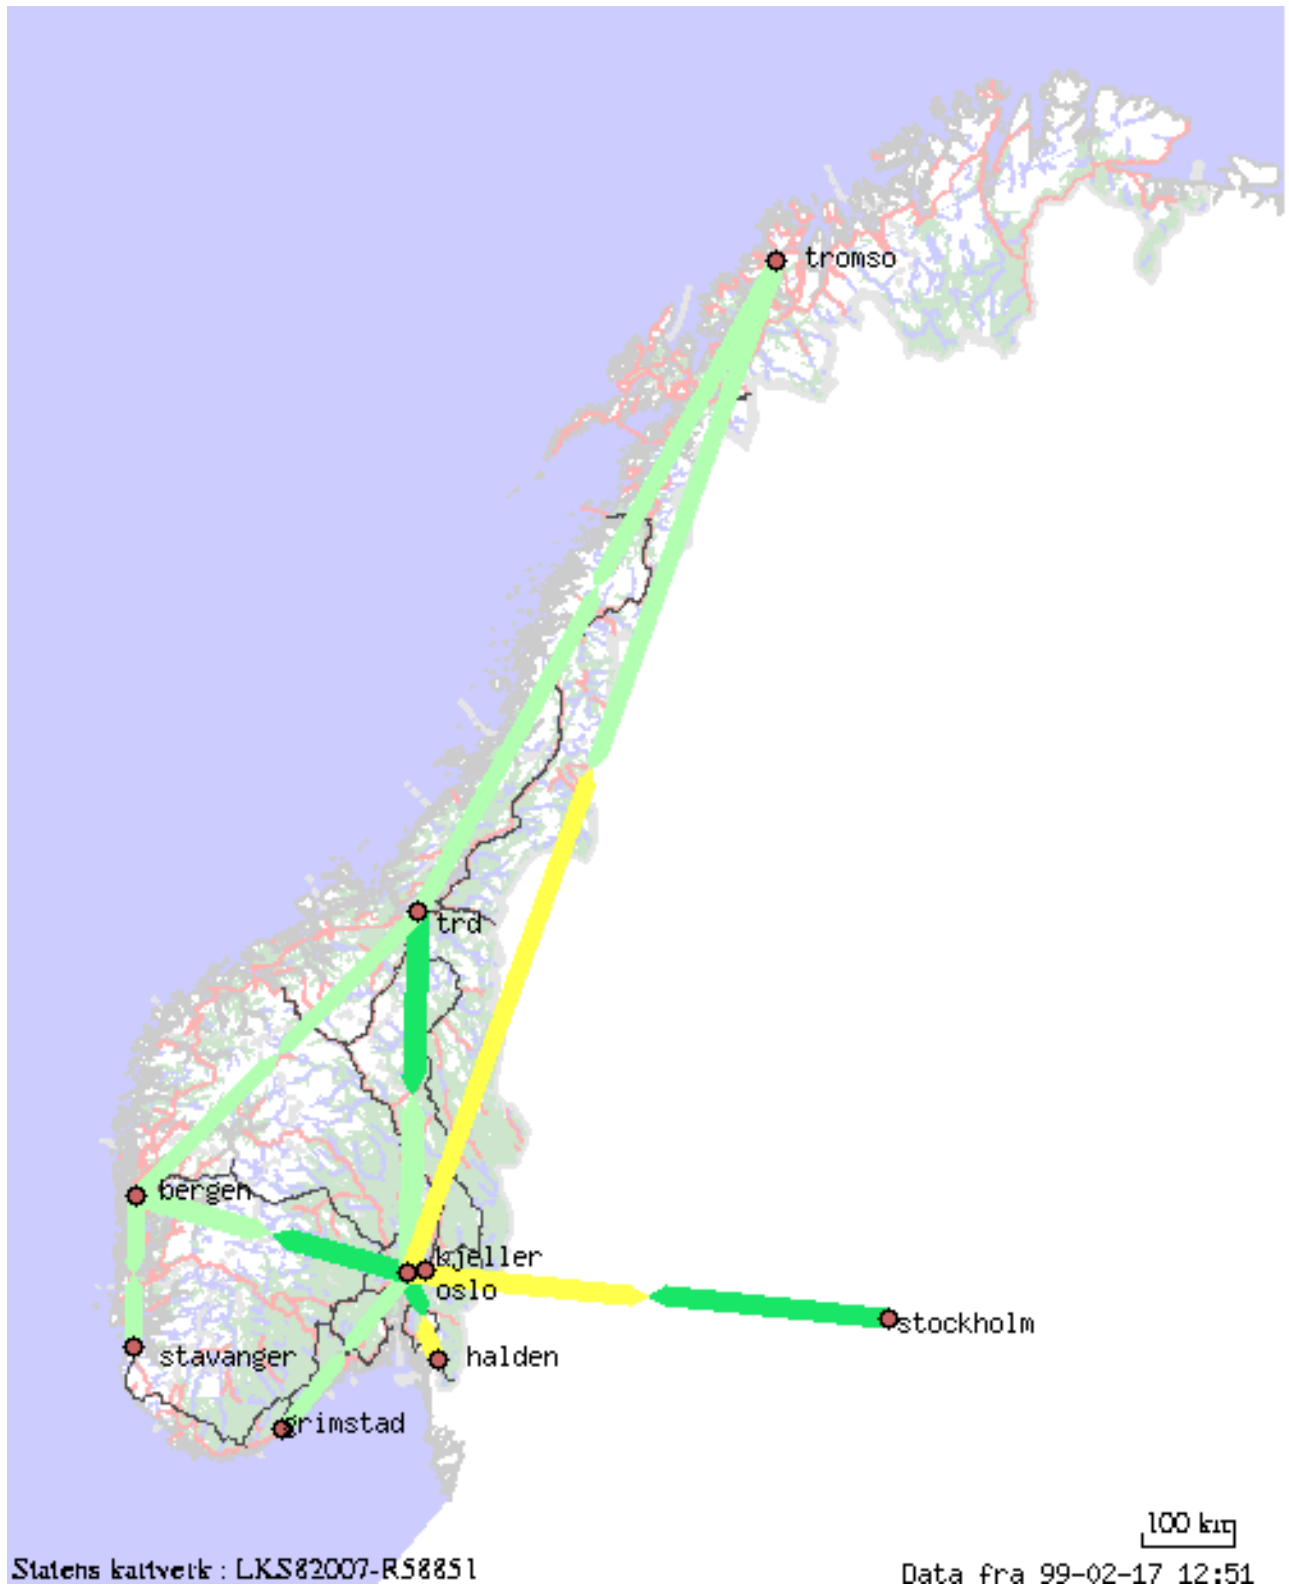 tromso
trd
bergen
kjeller
oslo
stockholm
stavanger
halden
grimstad
100 km
Statens kartverk : LKS82007-R58851
Data fra 99-02-17 12:51